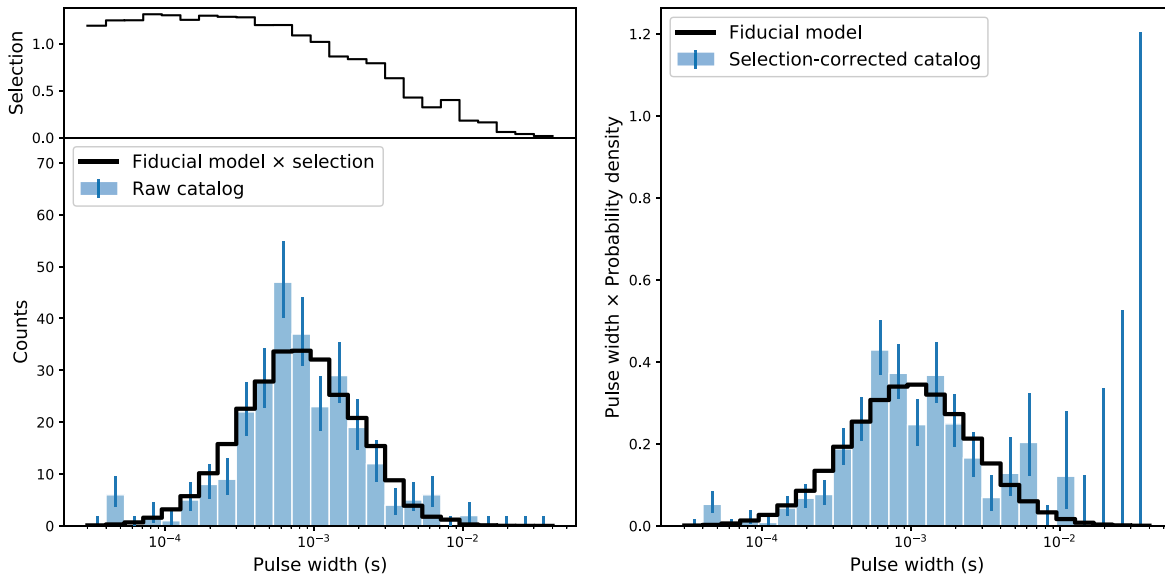 Selection
1.0
0.5
0.0
Fiducial model × selection
Raw catalog
Counts
70
60
50
40
30
20
10
0
10⁻⁴
10⁻³
10⁻²
Pulse width (s)
Fiducial model
Selection-corrected catalog
Pulse width × Probability density
1.2
1.0
0.8
0.6
0.4
0.2
0.0
10⁻⁴
10⁻³
10⁻²
Pulse width (s)